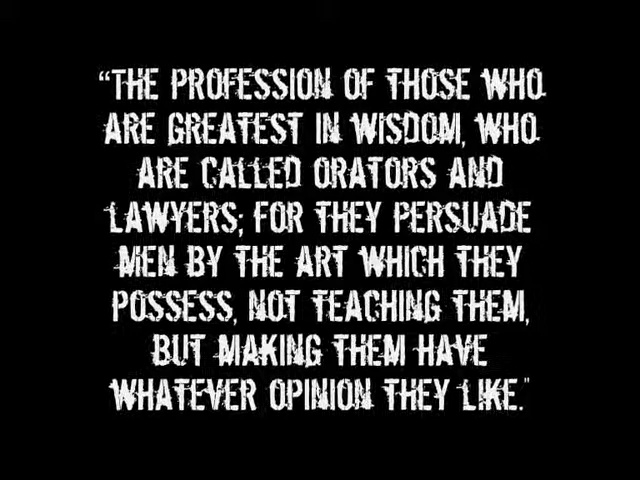 “THE PROFESSION OF THOSE WHO
ARE GREATEST IN WISDOM, WHO
ARE CALLED ORATORS AND
LAWYERS; FOR THEY PERSUADE
MEN BY THE ART WHICH THEY
POSSESS, NOT TEACHING THEM,
BUT MAKING THEM HAVE
WHATEVER OPINION THEY LIKE."